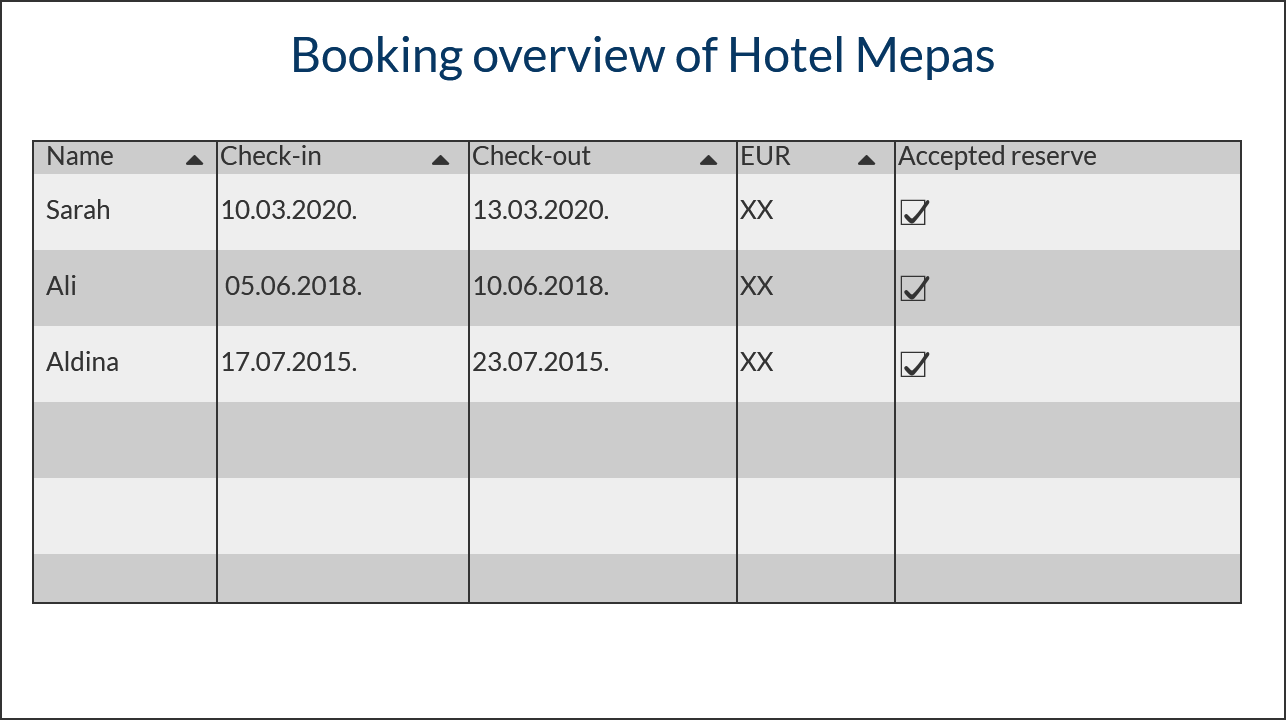 Booking overview of Hotel Mepas
Name Check-in Check-out EUR Accepted reserve
Sarah 10.03.2020. 13.03.2020. XX
Ali 05.06.2018. 10.06.2018. XX
Aldina 17.07.2015. 23.07.2015. XX